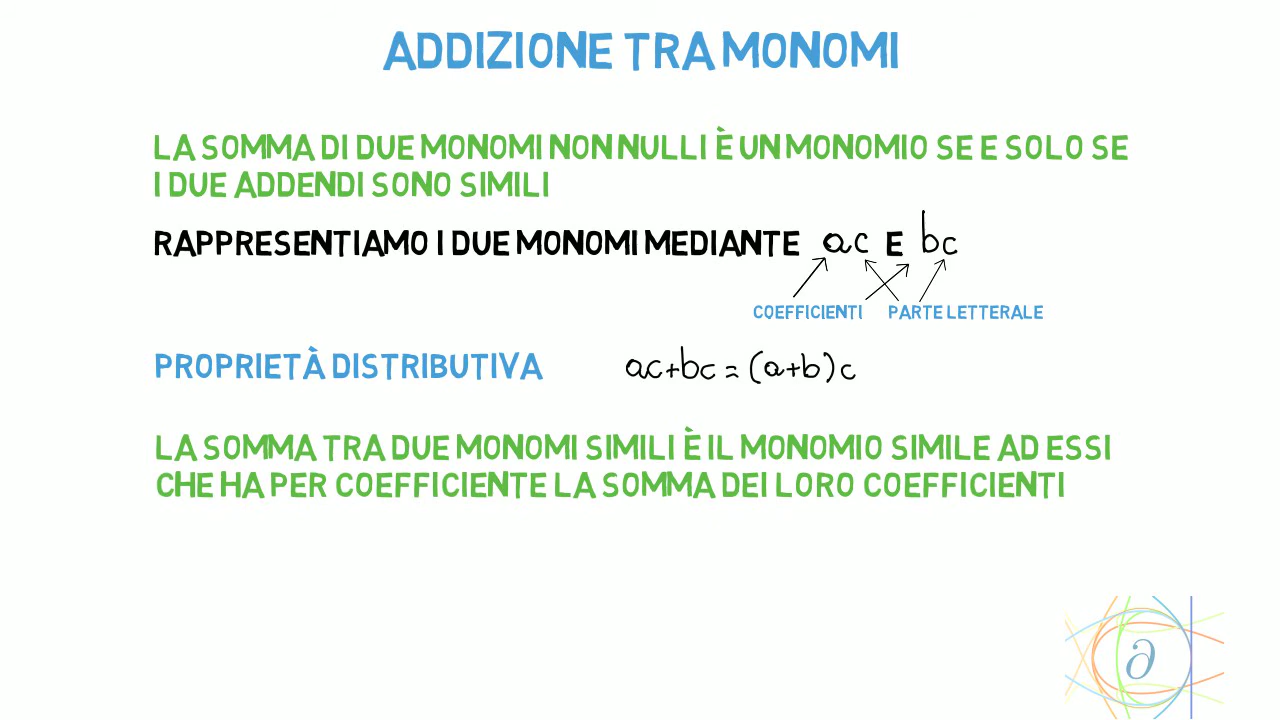 ADDIZIONE TRA MONOMI
LA SOMMA DI DUE MONOMI NON NULLI È UN MONOMIO SE E SOLO SE
I DUE ADDENDI SONO SIMILI
RAPPRESENTIAMO I DUE MONOMI MEDIANTE ac E bc
COEFFICIENTI PARTE LETTERALE
PROPRIETÀ DISTRIBUTIVA ac+bc=(a+b)c
LA SOMMA TRA DUE MONOMI SIMILI È IL MONOMIO SIMILE AD ESSI
CHE HA PER COEFFICIENTE LA SOMMA DEI LORO COEFFICIENTI
∂